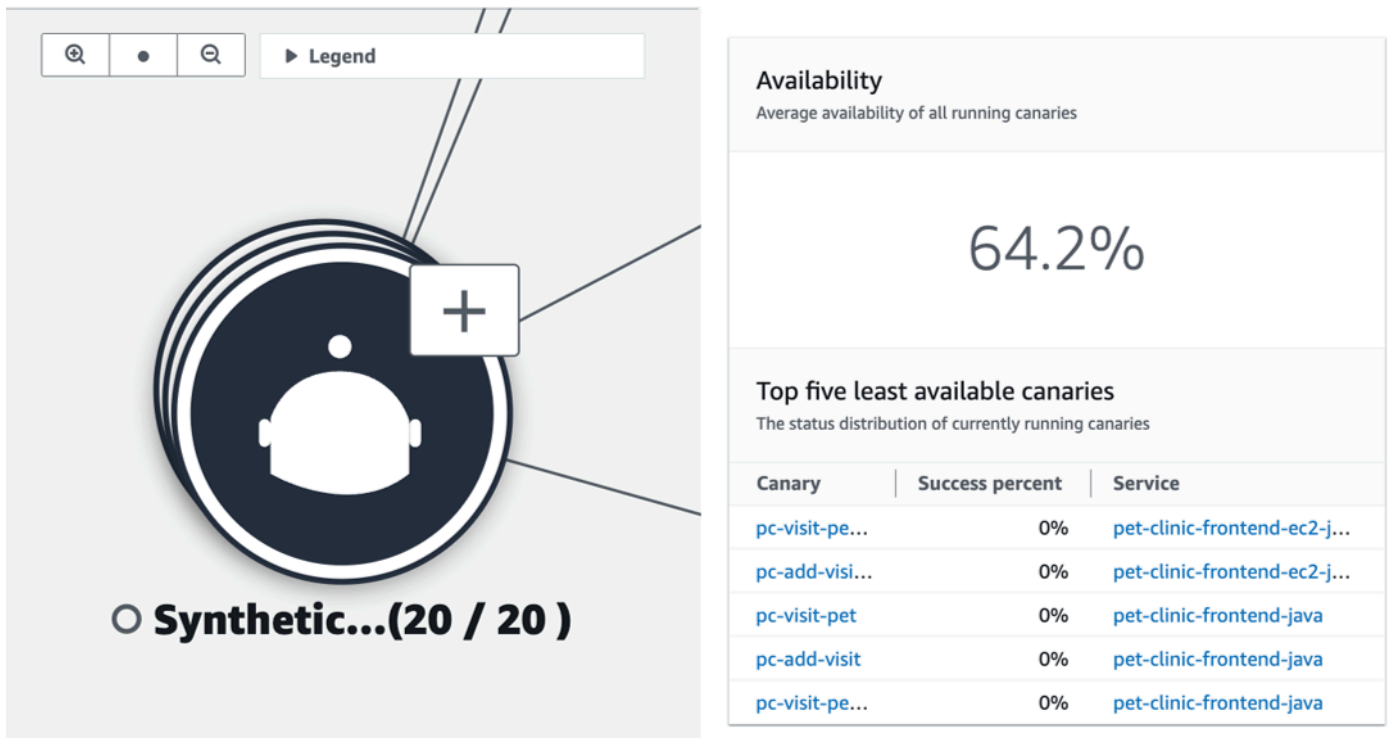 Legend
Synthetic...(20 / 20 )
Availability
Average availability of all running canaries
64.2%
Top five least available canaries
The status distribution of currently running canaries
Canary Success percent Service
pc-visit-pe... 0% pet-clinic-frontend-ec2-j...
pc-add-visi... 0% pet-clinic-frontend-ec2-j...
pc-visit-pet 0% pet-clinic-frontend-java
pc-add-visit 0% pet-clinic-frontend-java
pc-visit-pe... 0% pet-clinic-frontend-java